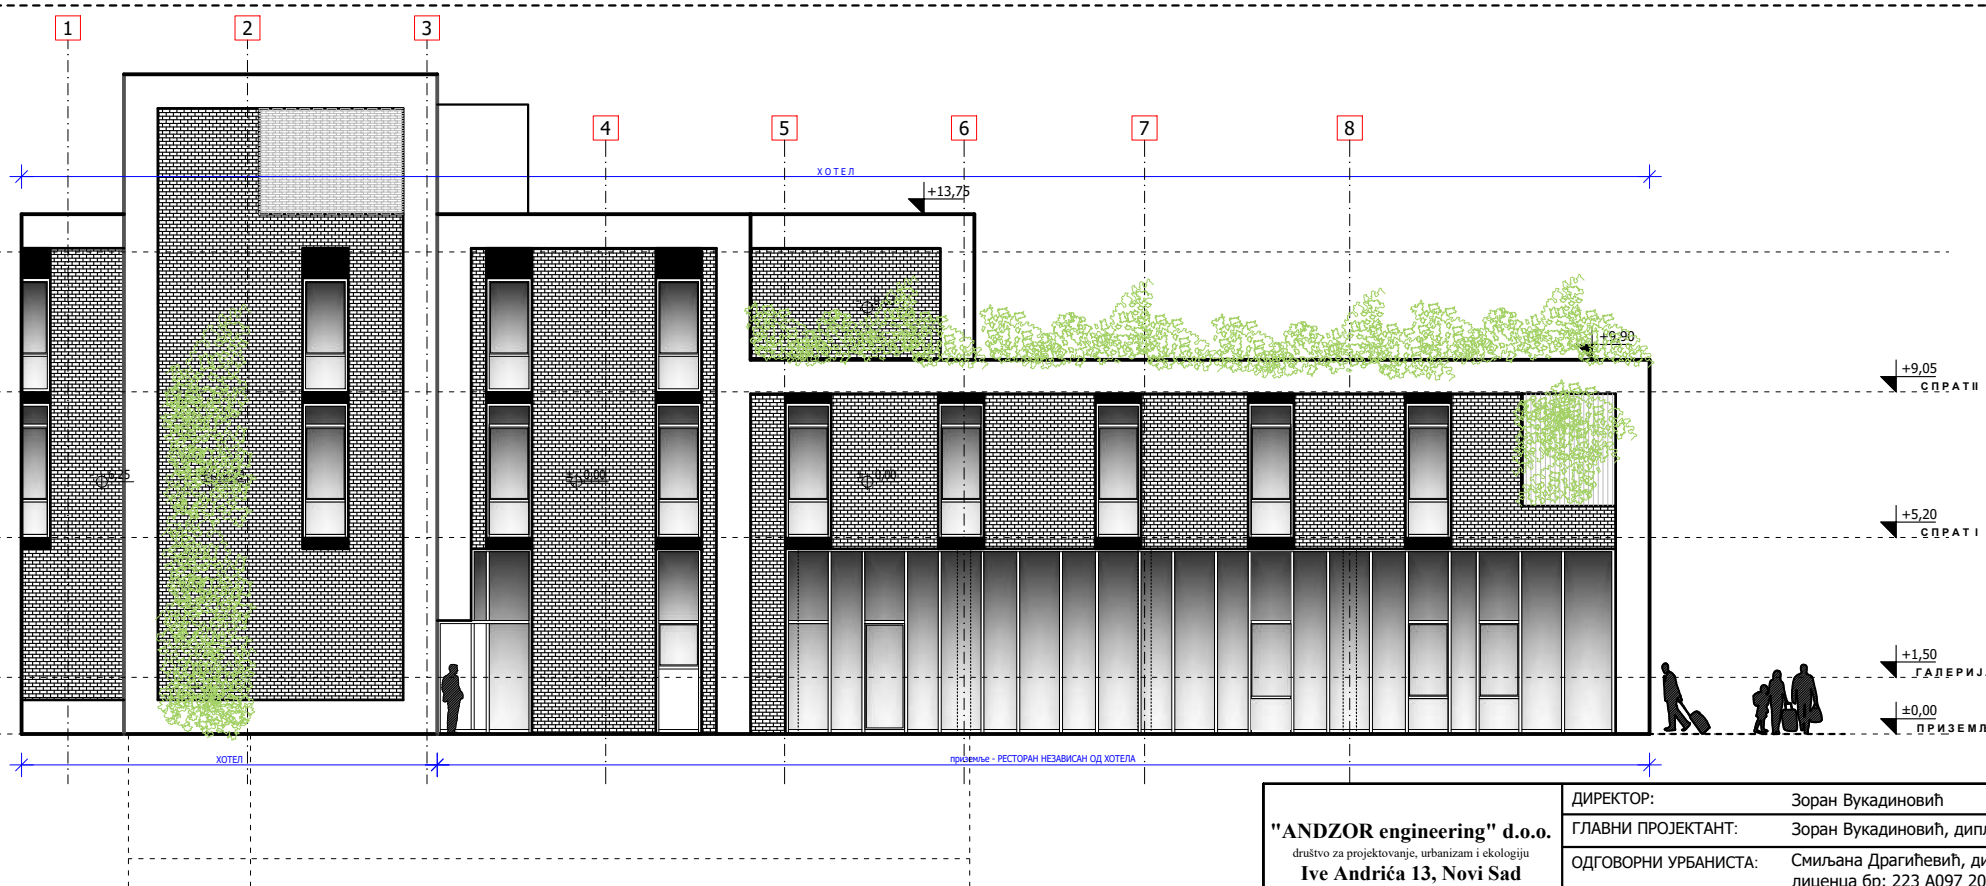 1
2
3
4
5
6
7
8
ХОТЕЛ
+13,75
+9,90
+9,05
СПРАТ II
+5,20
СПРАТ I
+1,50
ГАЛЕРИЈА
±0,00
ПРИЗЕМЉ
ХОТЕЛ
приземље - РЕСТОРАН НЕЗАВИСАН ОД ХОТЕЛА
"ANDZOR engineering" d.o.o.
društvo za projektovanje, urbanizam i ekologiju
Ive Andrića 13, Novi Sad
ДИРЕКТОР: Зоран Вукадиновић
ГЛАВНИ ПРОЈЕКТАНТ: Зоран Вукадиновић, дипл
ОДГОВОРНИ УРБАНИСТА: Смиљана Драгићевић, ди
лиценца бр: 223 А097 20